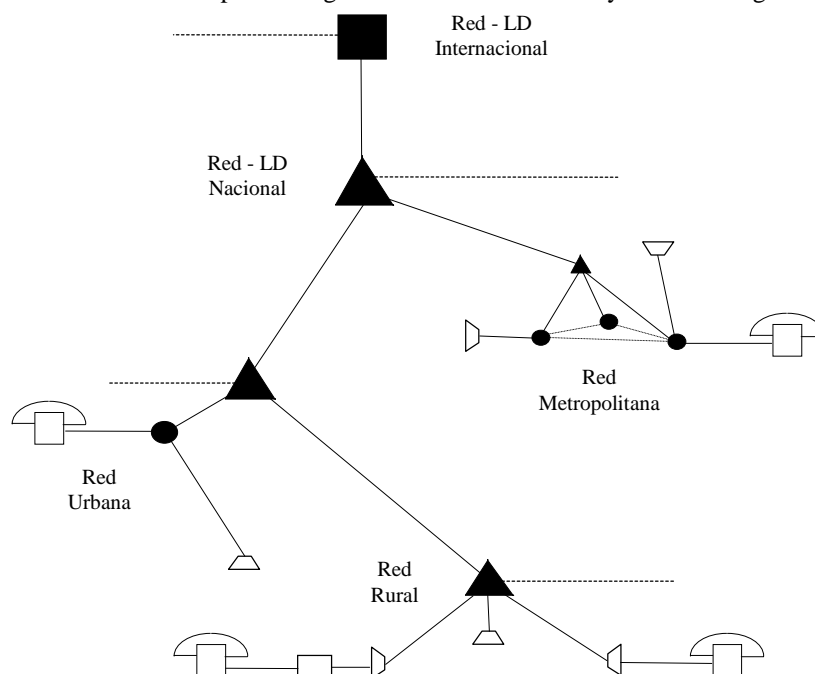 Red - LD
Internacional
Red - LD
Nacional
Red
Metropolitana
Red
Urbana
Red
Rural